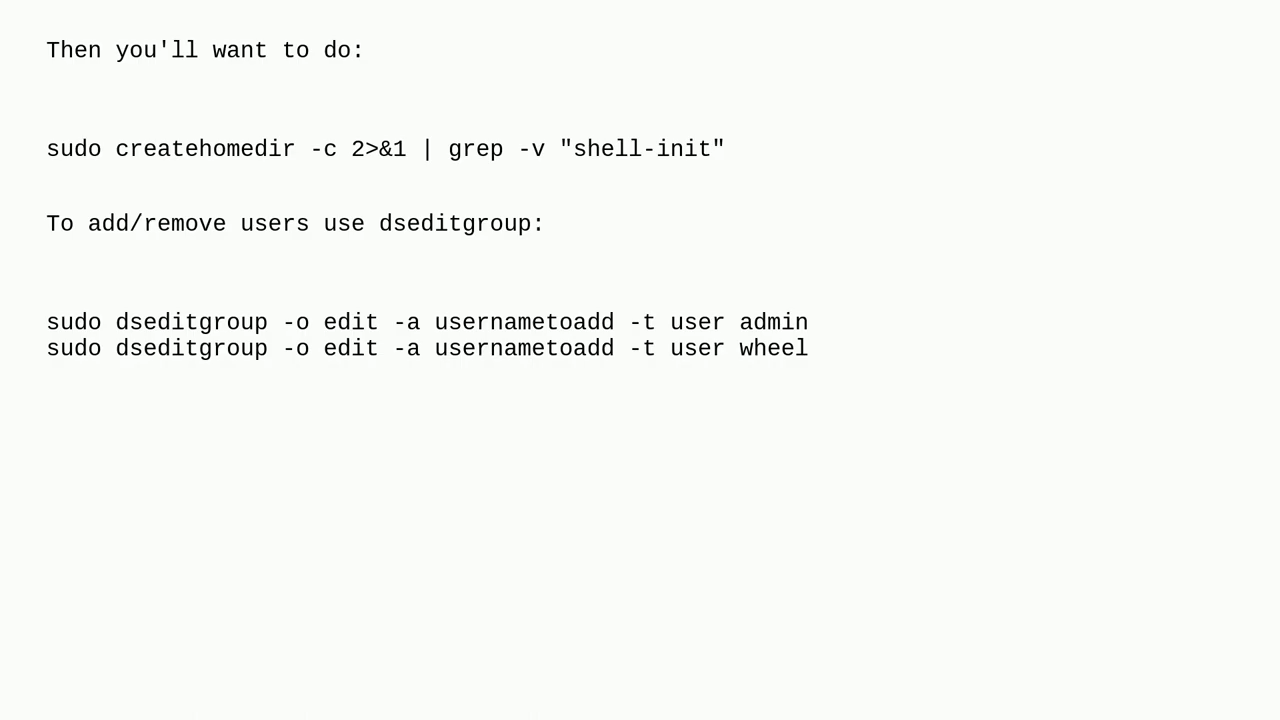 Then you'll want to do:
sudo createhomedir -c 2>&1 | grep -v "shell-init"
To add/remove users use dseditgroup:
sudo dseditgroup -o edit -a usernametoadd -t user admin
sudo dseditgroup -o edit -a usernametoadd -t user wheel